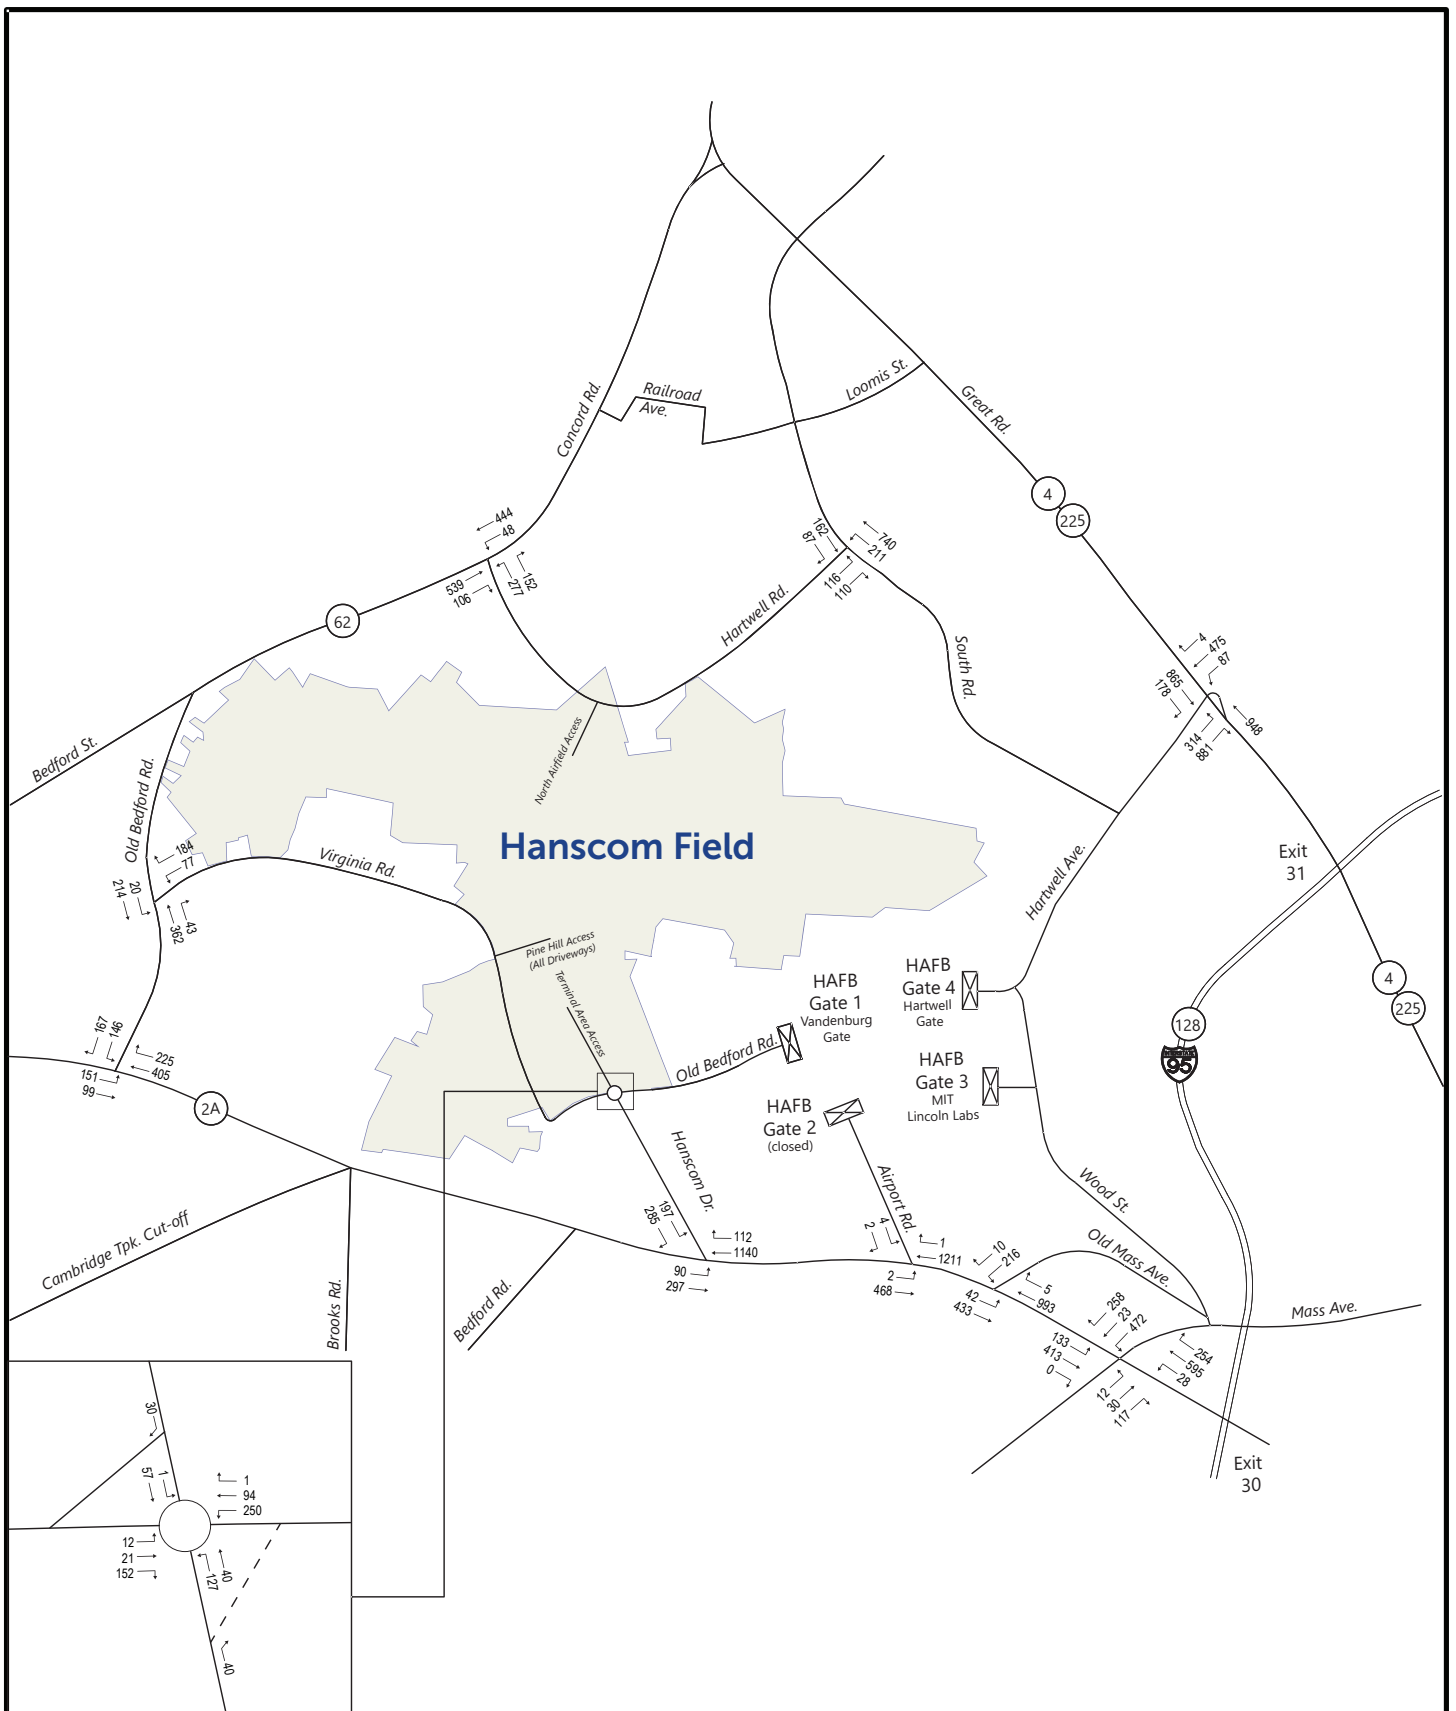 Railroad
Ave.
Loomis St.
Concord Rd.
Great Rd.
4
225
444
48
539
106
277
152
162
87
740
211
116
110
62
Hartwell Rd.
South Rd.
4
475
87
865
178
948
314
881
Bedford St.
Old Bedford Rd.
North Airfield Access
Hanscom Field
Virginia Rd.
184
77
20
214
43
362
Hartwell Ave.
Exit
31
Pine Hill Access
(All Driveways)
Terminal Area Access
HAFB
Gate 1
Vandenburg
Gate
HAFB
Gate 4
Hartwell
Gate
4
225
128
INTERSTATE
95
167
146
225
405
151
99
2A
Old Bedford Rd.
HAFB
Gate 3
MIT
Lincoln Labs
HAFB
Gate 2
(closed)
Hanscom Dr.
Airport Rd.
Wood St.
Old Mass Ave.
Mass Ave.
Cambridge Tpk. Cut-off
Brooks Rd.
Bedford Rd.
197
285
112
1140
90
297
4
2
1
1211
2
468
10
216
5
993
42
433
258
23
472
133
413
0
254
595
28
12
30
117
Exit
30
30
1
57
1
94
250
12
21
152
40
127
40